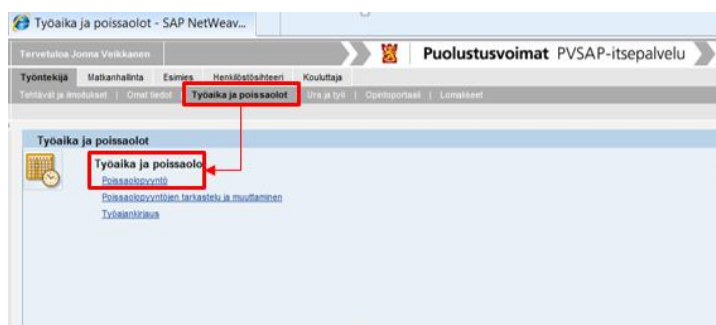 Työaika ja poissaolot - SAP NetWeav...
Tervetuloa Jonna Veikkanen
Puolustusvoimat PVSAP-itsepalvelu
Työntekijä Matkanhallinta Esimies Henkilöstösihteeri Kouluttaja
Tehtävät ja ilmoitukset | Omat tiedot | Työaika ja poissaolot Ura ja työ | Opintoportaali | Lomakkeet
Työaika ja poissaolot
Työaika ja poissaolo
Poissaolopyyntö
Poissaolopyyntöjen tarkastelu ja muuttaminen
Työajankirjaus